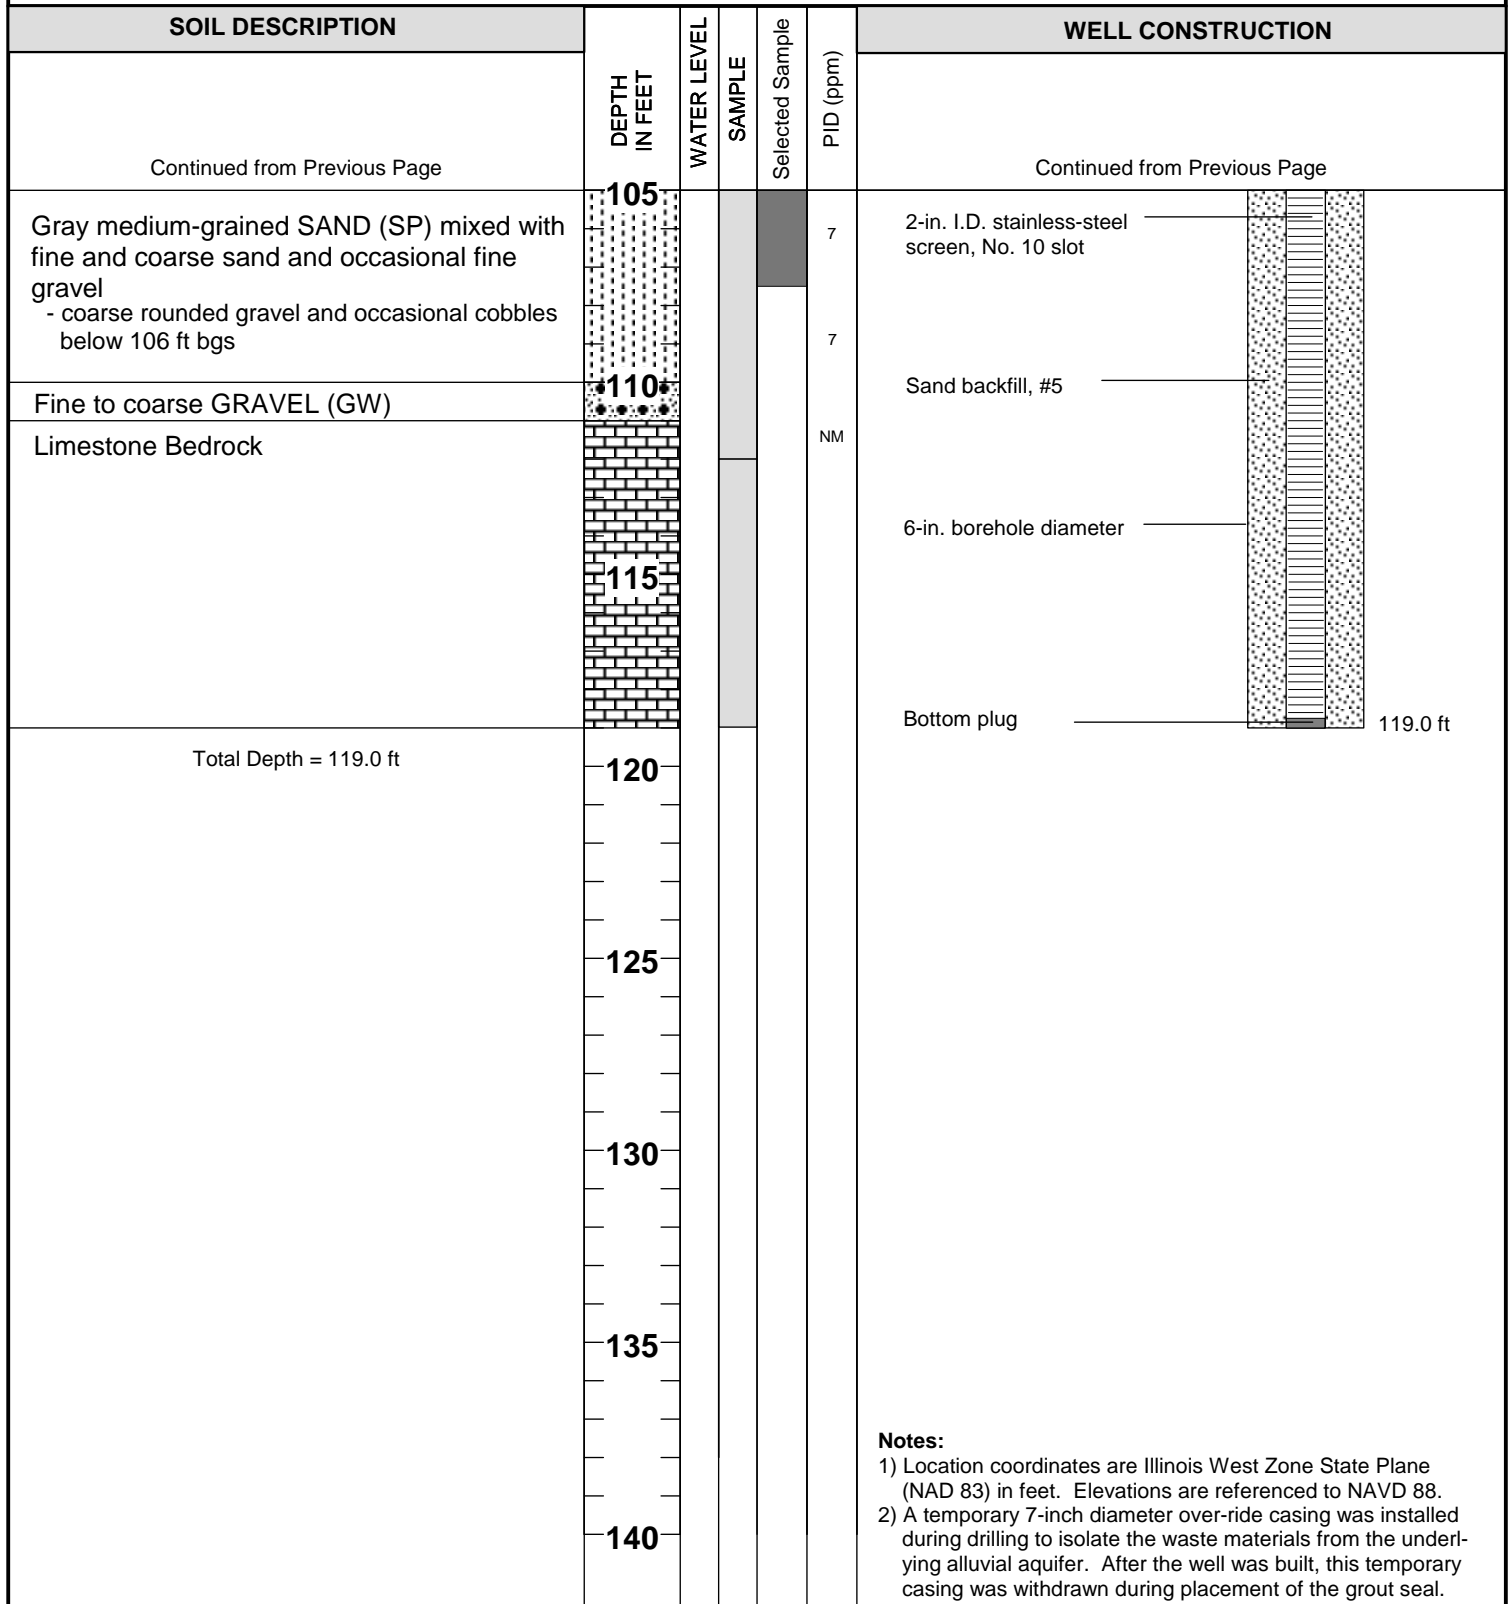 SOIL DESCRIPTION
DEPTH
IN FEET
WATER LEVEL
SAMPLE
Selected Sample
PID (ppm)
WELL CONSTRUCTION
Continued from Previous Page
Continued from Previous Page
105
Gray medium-grained SAND (SP) mixed with
fine and coarse sand and occasional fine
gravel
- coarse rounded gravel and occasional cobbles
below 106 ft bgs
7
7
2-in. I.D. stainless-steel
screen, No. 10 slot
110
Sand backfill, #5
Fine to coarse GRAVEL (GW)
Limestone Bedrock
NM
6-in. borehole diameter
115
Bottom plug
119.0 ft
Total Depth = 119.0 ft
120
125
130
135
140
Notes:
1) Location coordinates are Illinois West Zone State Plane
(NAD 83) in feet. Elevations are referenced to NAVD 88.
2) A temporary 7-inch diameter over-ride casing was installed
during drilling to isolate the waste materials from the underl-
ying alluvial aquifer. After the well was built, this temporary
casing was withdrawn during placement of the grout seal.